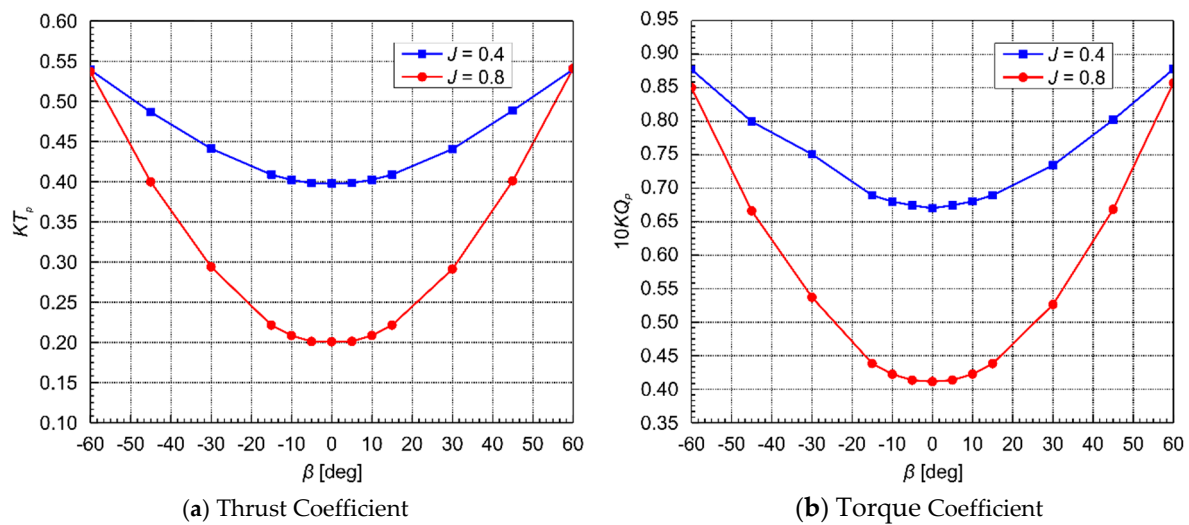 0.60
0.50
0.45
0.40
0.35
0.30
0.25
0.20
0.15
0.10
KTₚ
J = 0.4
J = 0.8
-60 -50 -40 -30 -20 -10 0 10 20 30 40 50 60
β [deg]
(a) Thrust Coefficient
0.95
0.90
0.85
0.80
0.75
0.70
0.65
0.60
0.55
0.50
0.45
0.40
0.35
10KQₚ
J = 0.4
J = 0.8
-60 -50 -40 -30 -20 -10 0 10 20 30 40 50 60
β [deg]
(b) Torque Coefficient